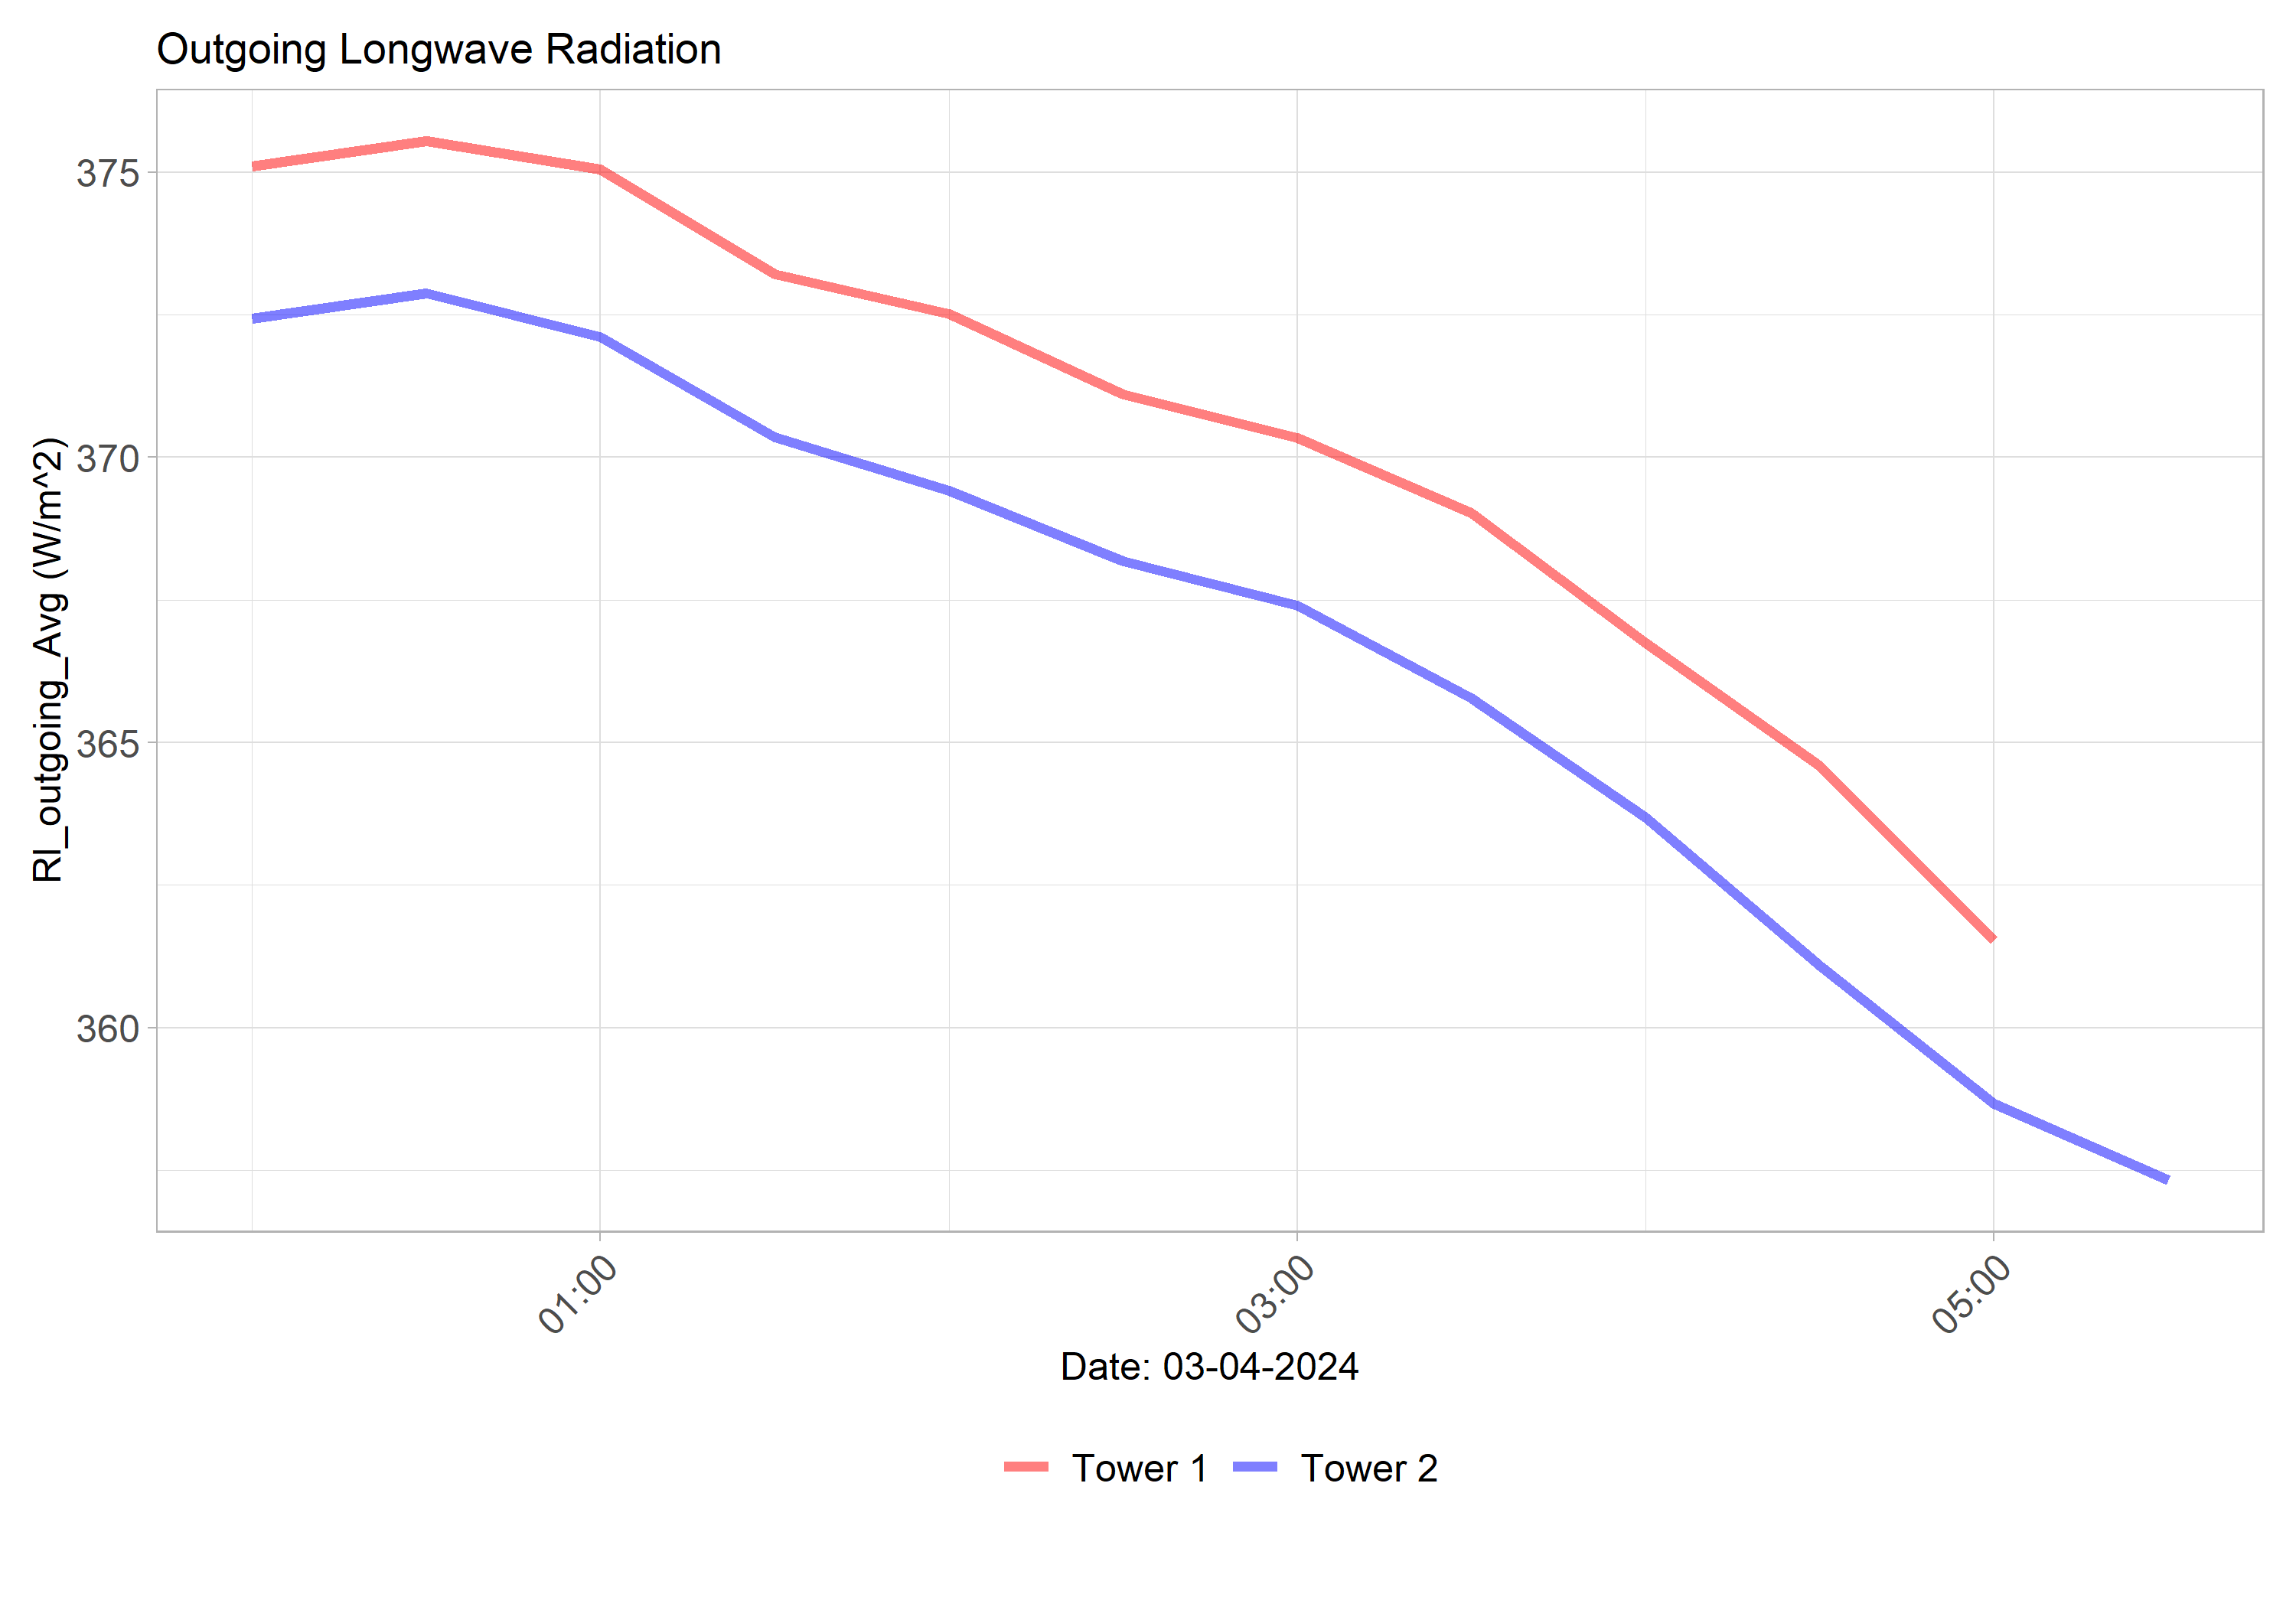 Outgoing Longwave Radiation
Rl_outgoing_Avg (W/m^2)
375
370
365
360
01:00
03:00
05:00
Date: 03-04-2024
Tower 1
Tower 2